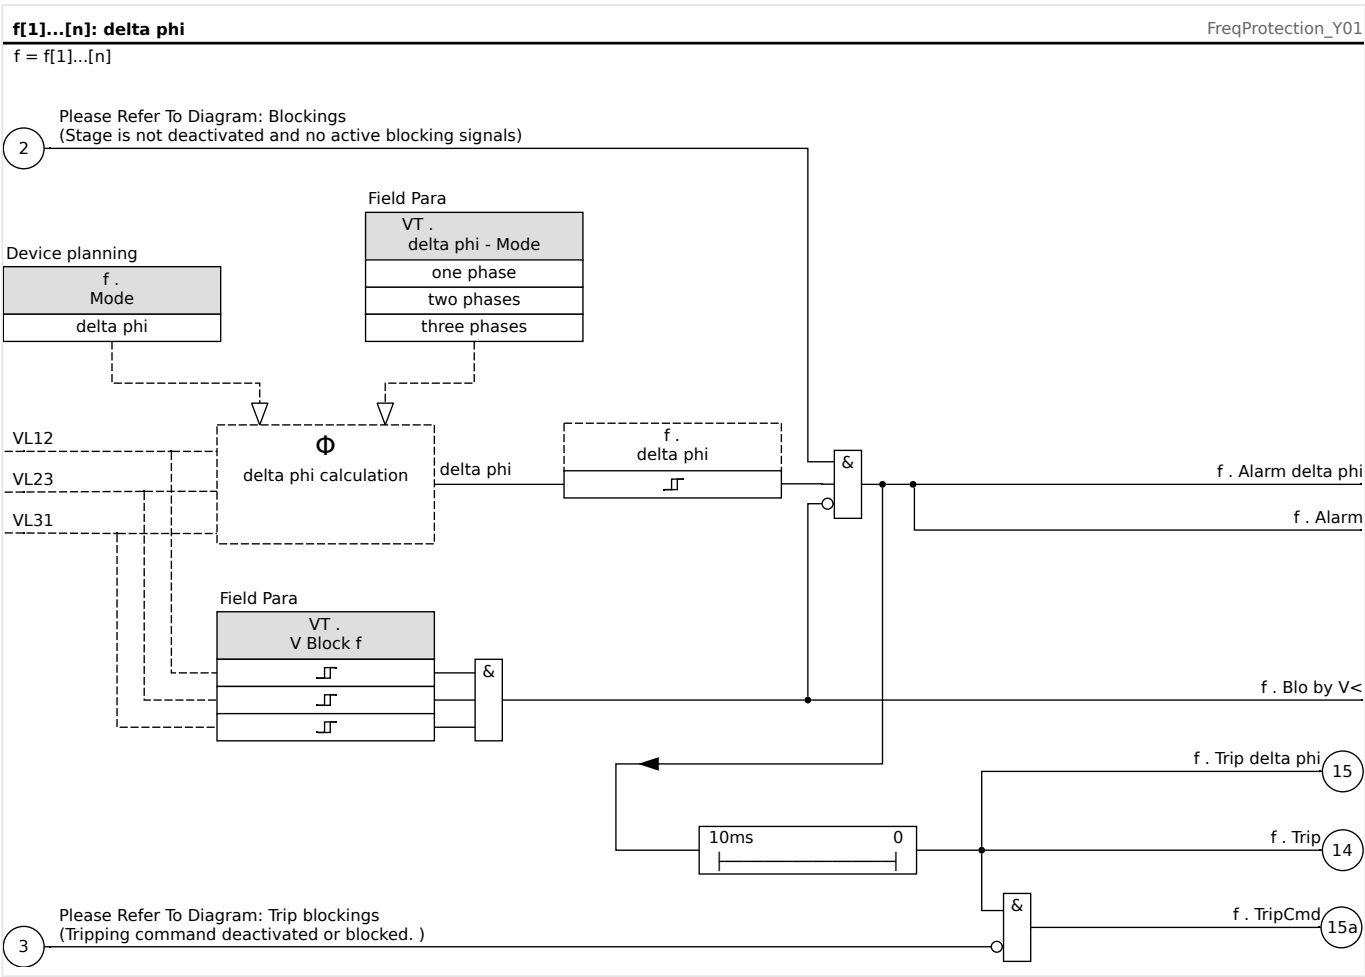 f[1]...[n]: delta phi
FreqProtection_Y01
f = f[1]...[n]
Please Refer To Diagram: Blockings
(Stage is not deactivated and no active blocking signals)
2
Field Para
VT .
delta phi - Mode
one phase
two phases
three phases
Device planning
f .
Mode
delta phi
VL12
VL23
VL31
Φ
delta phi calculation
delta phi
f .
delta phi
&
f . Alarm delta phi
f . Alarm
Field Para
VT .
V Block f
&
f . Blo by V<
f . Trip delta phi
15
10ms 0
f . Trip
14
&
f . TripCmd
15a
Please Refer To Diagram: Trip blockings
(Tripping command deactivated or blocked. )
3